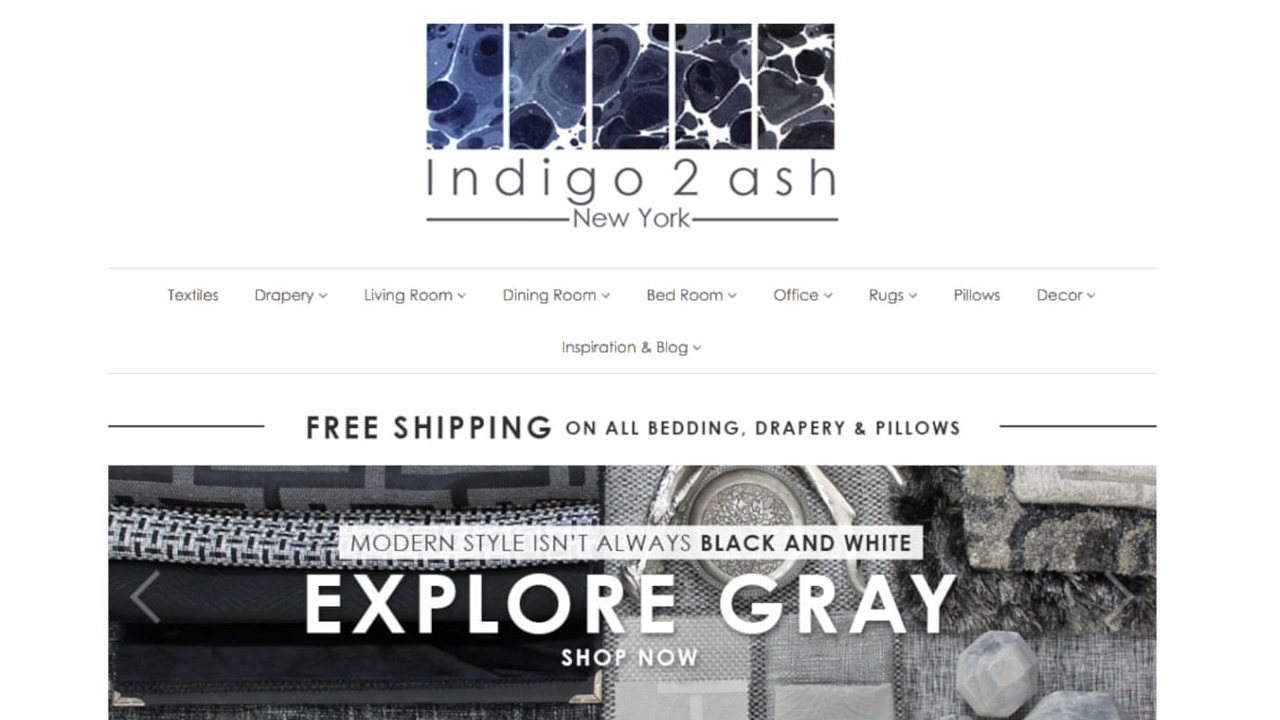 Indigo 2 ash
New York
Textiles Drapery Living Room Dining Room Bed Room Office Rugs Pillows Decor
Inspiration & Blog
FREE SHIPPING ON ALL BEDDING, DRAPERY & PILLOWS
MODERN STYLE ISN'T ALWAYS BLACK AND WHITE
EXPLORE GRAY
SHOP NOW